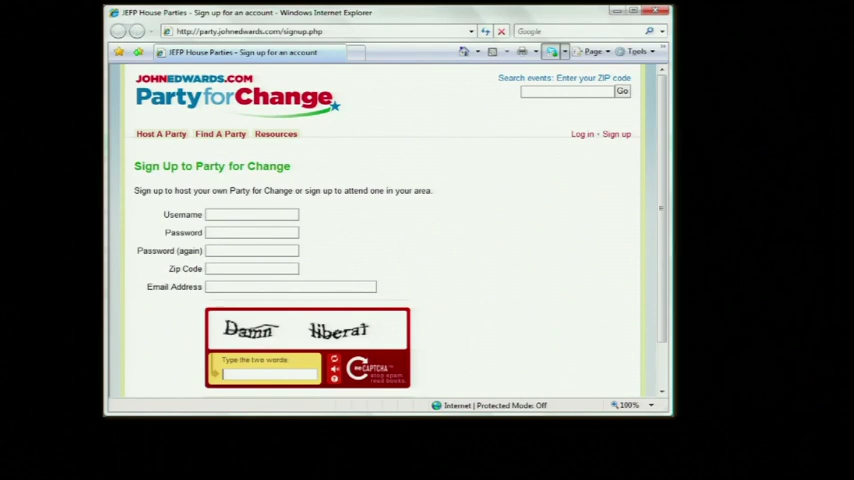 JEFP House Parties - Sign up for an account - Windows Internet Explorer
http://party.johnedwards.com/signup.php
Google
JEFP House Parties - Sign up for an account
Page
Tools
JOHNEDWARDS.COM
Search events: Enter your ZIP code
PartyforChange
Go
Host A Party Find A Party Resources
Log in - Sign up
Sign Up to Party for Change
Sign up to host your own Party for Change or sign up to attend one in your area.
Username
Password
Password (again)
Zip Code
Email Address
Damn liberal
Type the two words:
reCAPTCHA™
stop spam.
read books.
Internet | Protected Mode: Off
100%